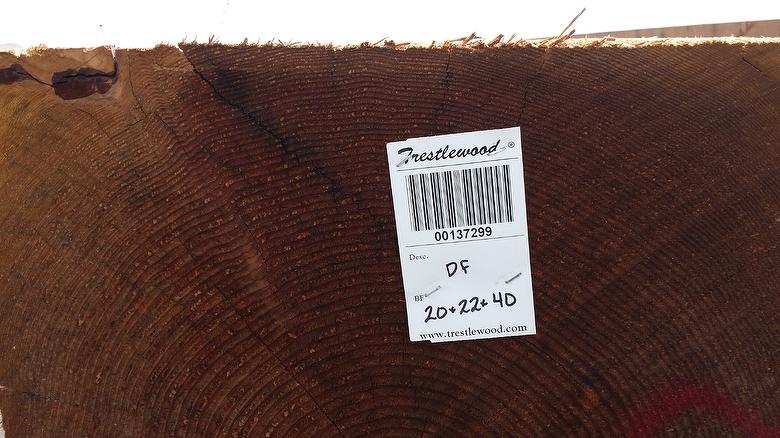 Trestlewood®
00137299
Desc.
DF
BF
20+22+40
www.trestlewood.com